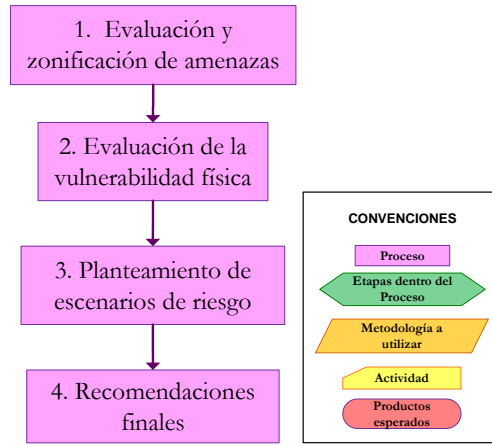 1. Evaluación y
zonificación de amenazas
2. Evaluación de la
vulnerabilidad física
3. Planteamiento de
escenarios de riesgo
4. Recomendaciones
finales
CONVENCIONES
Proceso
Etapas dentro del
Proceso
Metodología a
utilizar
Actividad
Productos
esperados